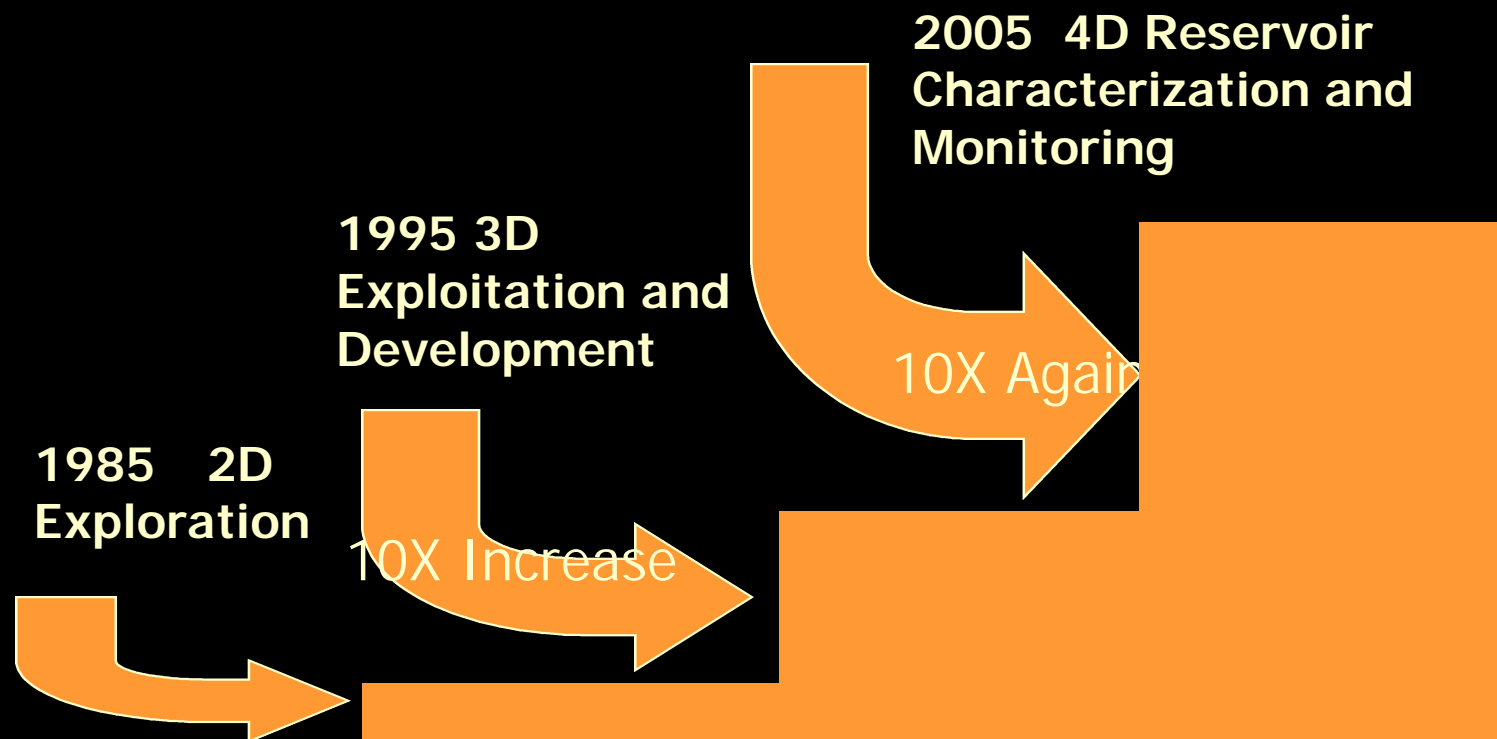 2005 4D Reservoir
Characterization and
Monitoring
1995 3D
Exploitation and
Development
10X Again
1985 2D
Exploration
10X Increase